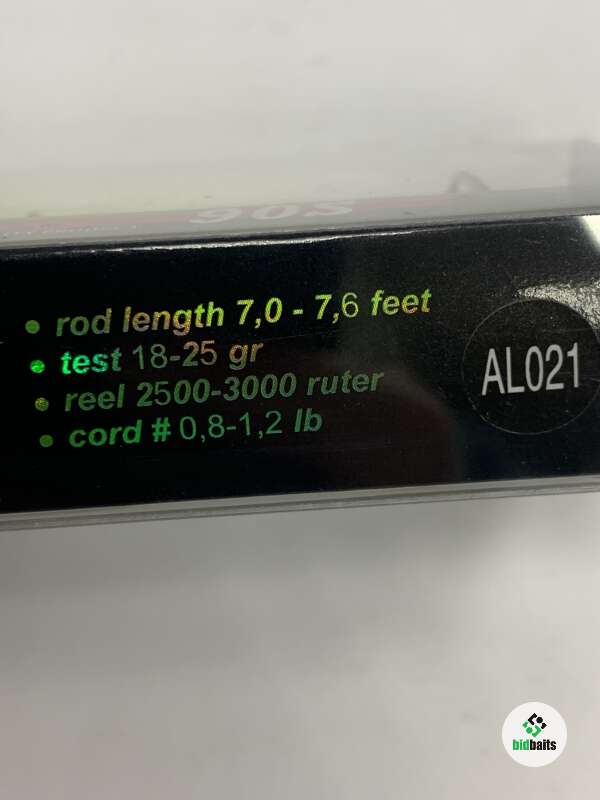 90S
• rod length 7,0 - 7,6 feet
• test 18-25 gr
• reel 2500-3000 ruter
• cord # 0,8-1,2 lb
AL021
bidbaits